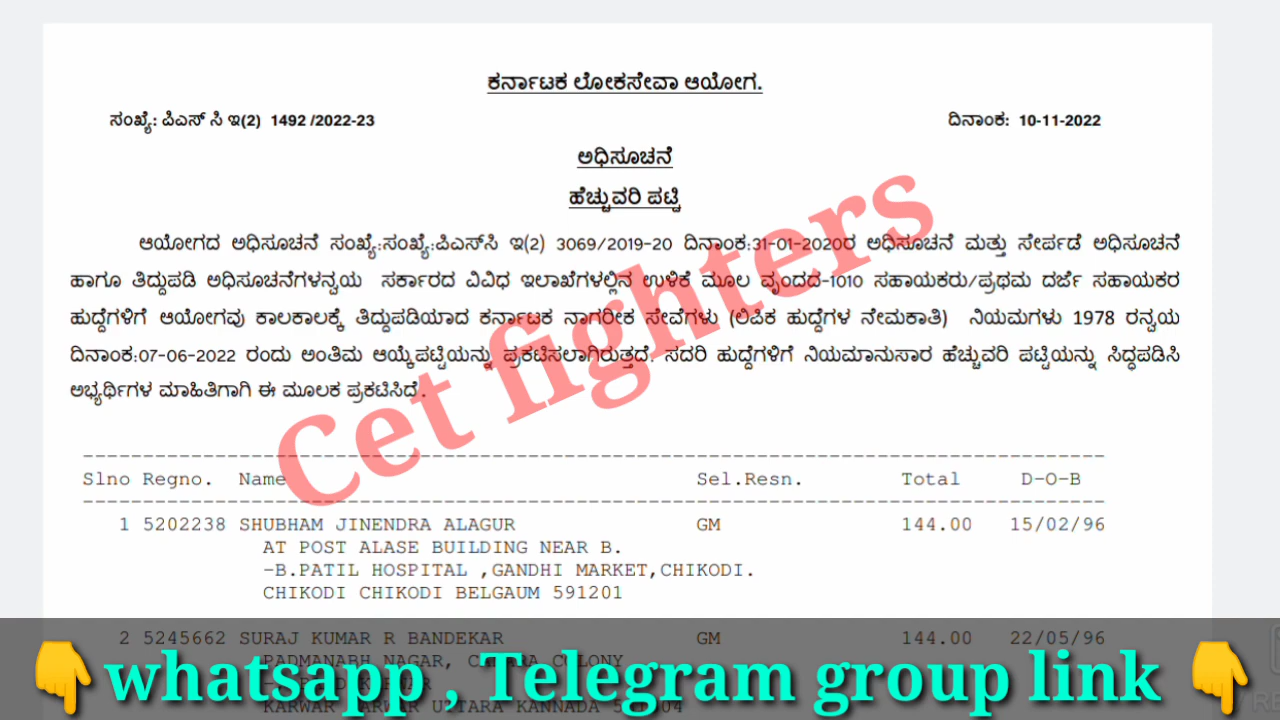 ಕರ್ನಾಟಕ ಲೋಕಸೇವಾ ಆಯೋಗ.
ಸಂಖ್ಯೆ: ಪಿಎಸ್ ಸಿ ಇ(2) 1492 /2022-23 ದಿನಾಂಕ: 10-11-2022
ಅಧಿಸೂಚನೆ
ಹೆಚ್ಚುವರಿ ಪಟ್ಟಿ
ಆಯೋಗದ ಅಧಿಸೂಚನೆ ಸಂಖ್ಯೆ:ಸಂಖ್ಯೆ:ಪಿಎಸ್‌ಸಿ ಇ(2) 3069/2019-20 ದಿನಾಂಕ:31-01-2020ರ ಅಧಿಸೂಚನೆ ಮತ್ತು ಸೇರ್ಪಡೆ ಅಧಿಸೂಚನೆ
ಹಾಗೂ ತಿದ್ದುಪಡಿ ಅಧಿಸೂಚನೆಗಳನ್ವಯ ಸರ್ಕಾರದ ವಿವಿಧ ಇಲಾಖೆಗಳಲ್ಲಿನ ಉಳಿಕೆ ಮೂಲ ವೃಂದದ-1010 ಸಹಾಯಕರು/ಪ್ರಥಮ ದರ್ಜೆ ಸಹಾಯಕರ
ಹುದ್ದೆಗಳಿಗೆ ಆಯೋಗವು ಕಾಲಕಾಲಕ್ಕೆ ತಿದ್ದುಪಡಿಯಾದ ಕರ್ನಾಟಕ ನಾಗರೀಕ ಸೇವೆಗಳು (ಲಿಪಿಕ ಹುದ್ದೆಗಳ ನೇಮಕಾತಿ) ನಿಯಮಗಳು 1978 ರನ್ವಯ
ದಿನಾಂಕ:07-06-2022 ರಂದು ಅಂತಿಮ ಆಯ್ಕೆಪಟ್ಟಿಯನ್ನು ಪ್ರಕಟಿಸಲಾಗಿರುತ್ತದೆ. ಸದರಿ ಹುದ್ದೆಗಳಿಗೆ ನಿಯಮಾನುಸಾರ ಹೆಚ್ಚುವರಿ ಪಟ್ಟಿಯನ್ನು ಸಿದ್ಧಪಡಿಸಿ
ಅಭ್ಯರ್ಥಿಗಳ ಮಾಹಿತಿಗಾಗಿ ಈ ಮೂಲಕ ಪ್ರಕಟಿಸಿದೆ.
Cet fighters
Slno Regno. Name Sel.Resn. Total D-O-B
1 5202238 SHUBHAM JINENDRA ALAGUR GM 144.00 15/02/96
AT POST ALASE BUILDING NEAR B.
-B.PATIL HOSPITAL ,GANDHI MARKET,CHIKODI.
CHIKODI CHIKODI BELGAUM 591201
2 5245662 SURAJ KUMAR R BANDEKAR GM 144.00 22/05/96
PADMANABH NAGAR, COLONY
KARWAR KARWAR UTTARA KANNADA
👇whatsapp , Telegram group link 👇